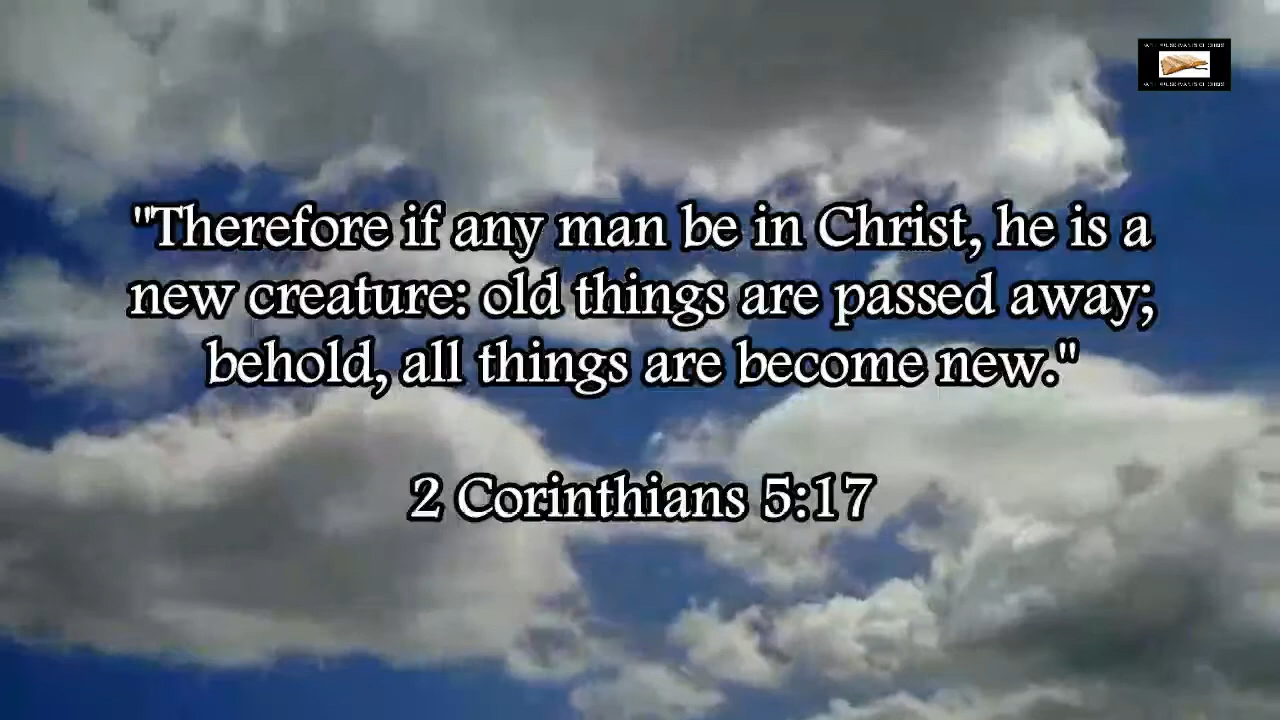 "Therefore if any man be in Christ, he is a
new creature: old things are passed away;
behold, all things are become new."
2 Corinthians 5:17